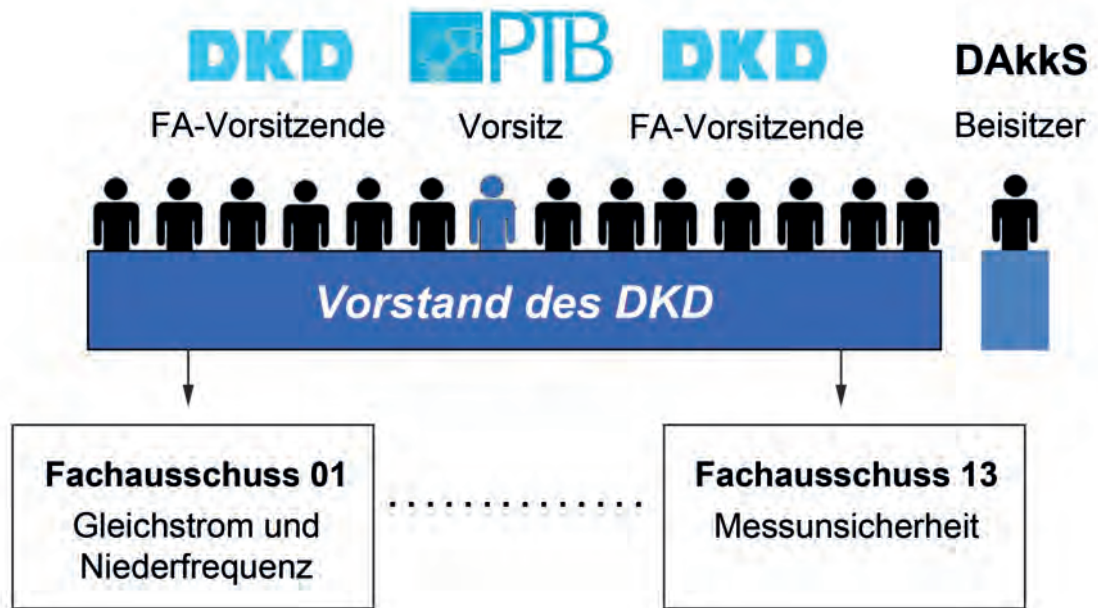 DKD PTB DKD DAkkS
FA-Vorsitzende Vorsitz FA-Vorsitzende Beisitzer
Vorstand des DKD
Fachausschuss 01
Gleichstrom und
Niederfrequenz
Fachausschuss 13
Messunsicherheit